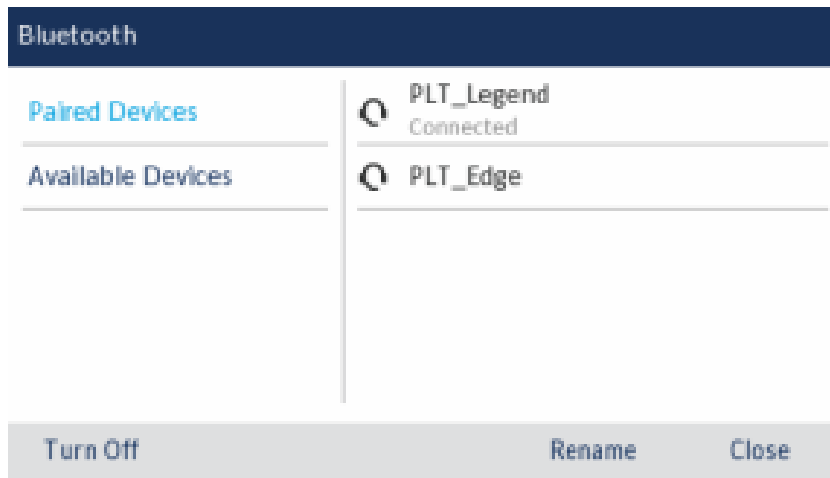 Bluetooth
Paired Devices
Available Devices
PLT_Legend
Connected
PLT_Edge
Turn Off
Rename
Close